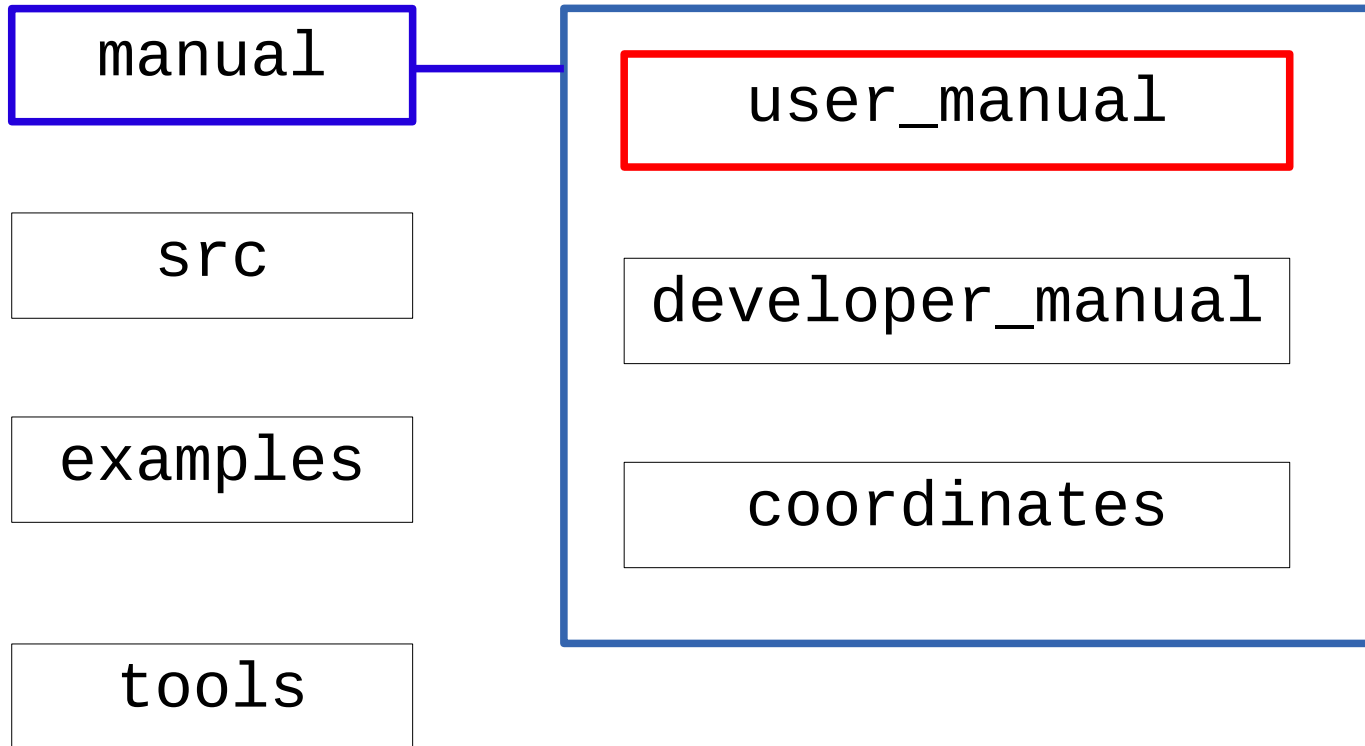 manual
src
examples
tools
user_manual
developer_manual
coordinates